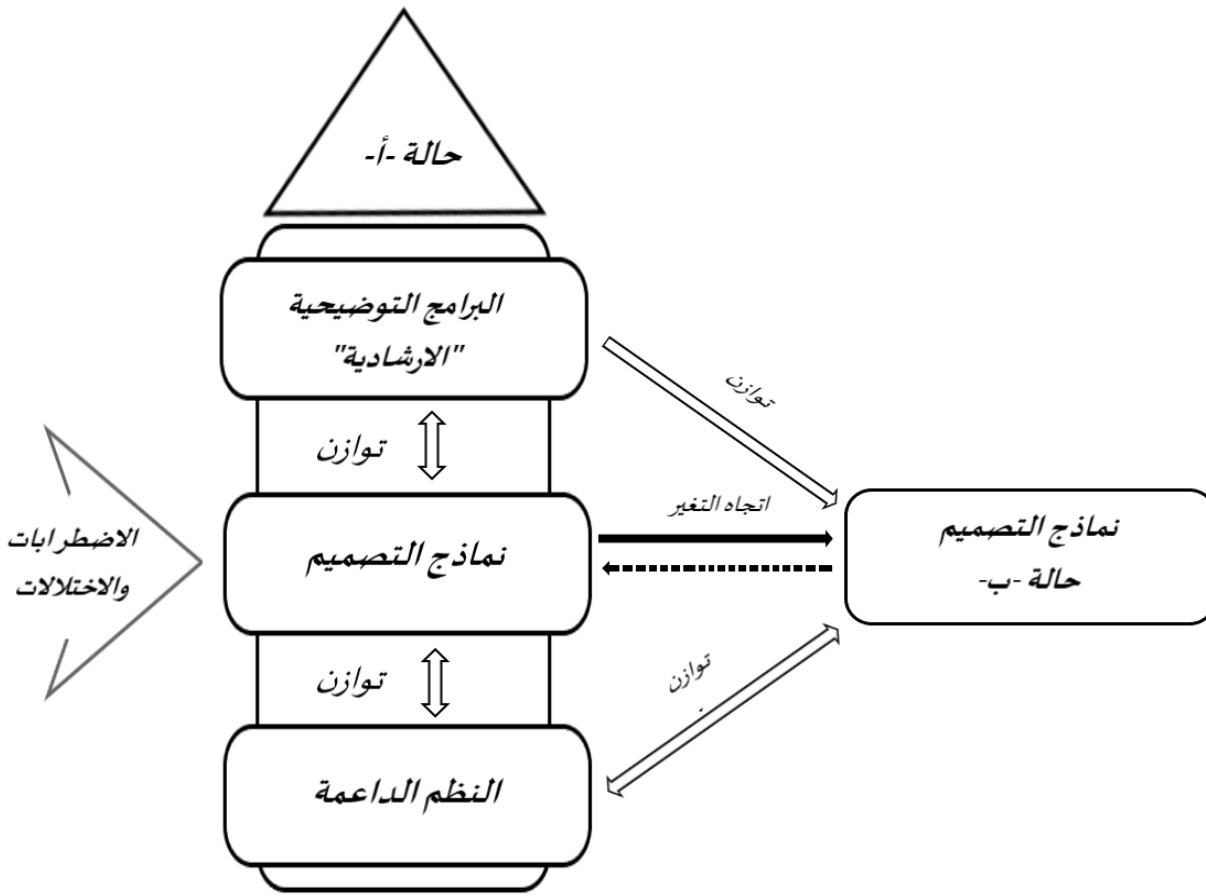 حالة -أ-
البرامج التوضيحية
"الارشادية"
توازن
توازن
اتجاه التغير
نماذج التصميم
حالة -ب-
الاضطرابات
والاختلالات
نماذج التصميم
توازن
توازن
النظم الداعمة